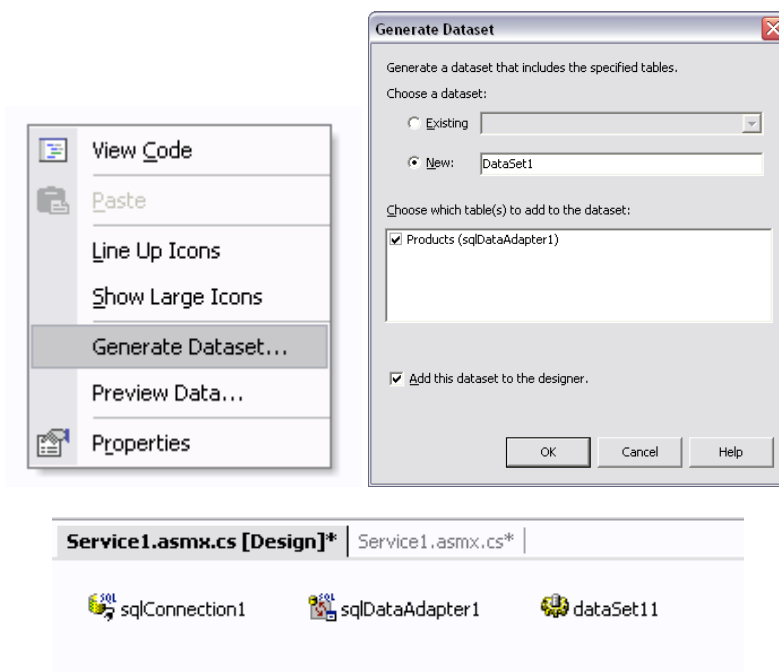 View Code
Paste
Line Up Icons
Show Large Icons
Generate Dataset...
Preview Data...
Properties
Generate Dataset
Generate a dataset that includes the specified tables.
Choose a dataset:
Existing
New: DataSet1
Choose which table(s) to add to the dataset:
Products (sqlDataAdapter1)
Add this dataset to the designer.
OK Cancel Help
Service1.asmx.cs [Design]* Service1.asmx.cs*
SQL sqlConnection1 SQL sqlDataAdapter1 dataSet11